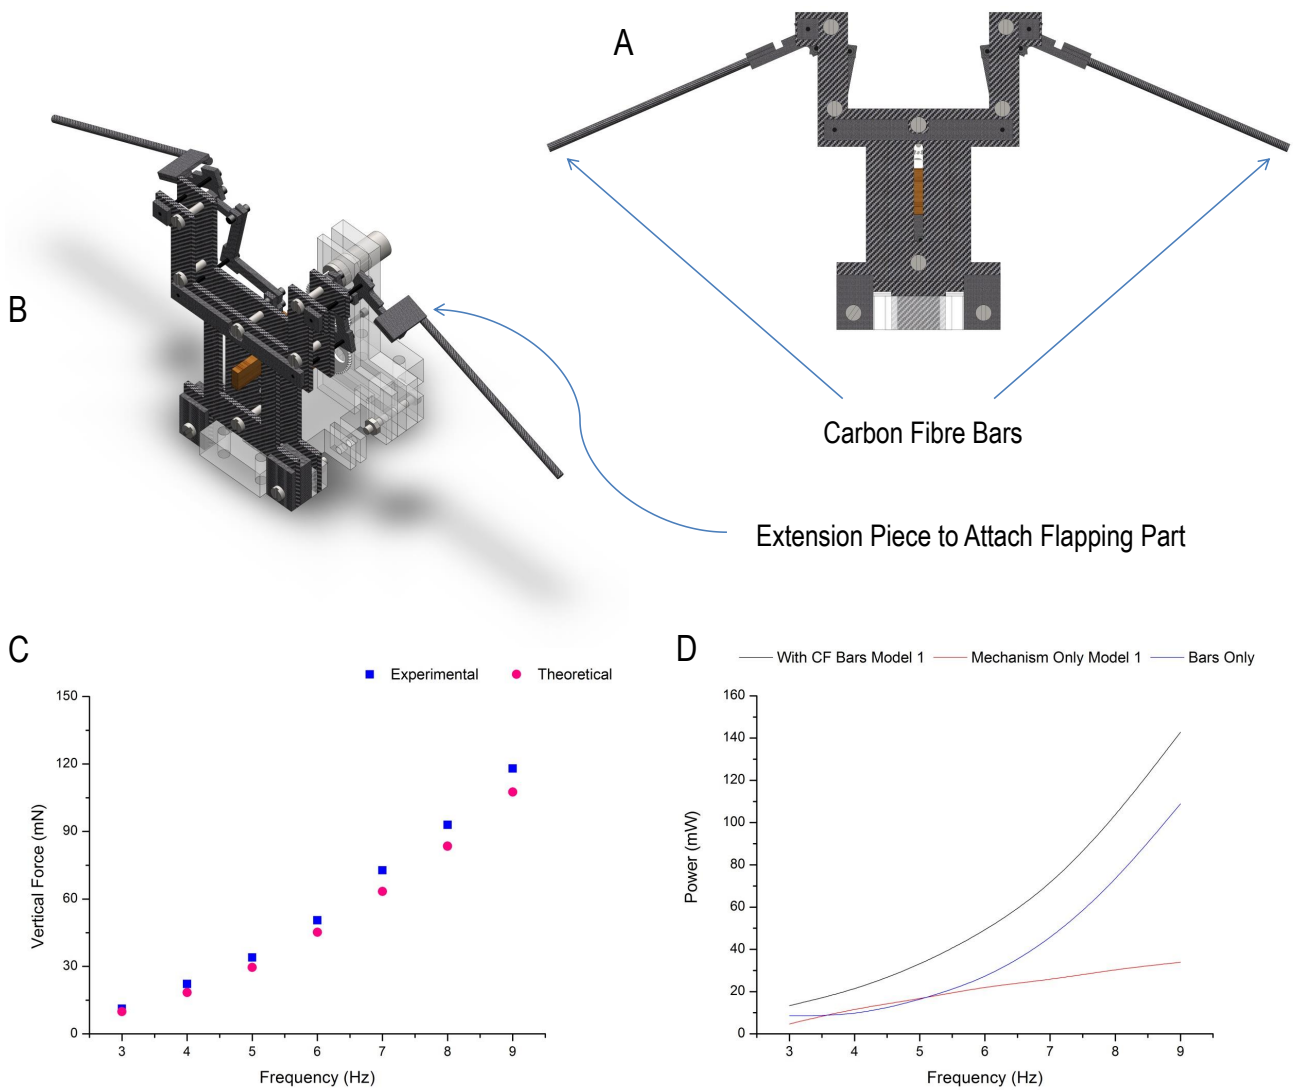 A
B
Carbon Fibre Bars
Extension Piece to Attach Flapping Part
C
Experimental
Theoretical
150
120
90
60
30
0
Vertical Force (mN)
3 4 5 6 7 8 9
Frequency (Hz)
D
With CF Bars Model 1
Mechanism Only Model 1
Bars Only
160
140
120
100
80
60
40
20
0
Power (mW)
3 4 5 6 7 8 9
Frequency (Hz)